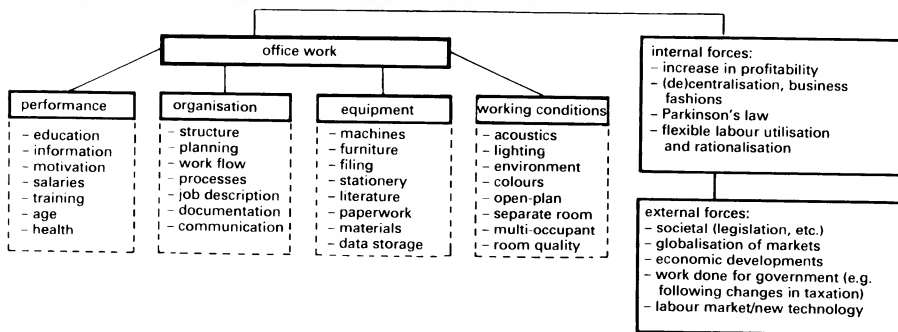 office work
performance
– education
– information
– motivation
– salaries
– training
– age
– health
organisation
– structure
– planning
– work flow
– processes
– job description
– documentation
– communication
equipment
– machines
– furniture
– filing
– stationery
– literature
– paperwork
– materials
– data storage
working conditions
– acoustics
– lighting
– environment
– colours
– open-plan
– separate room
– multi-occupant
– room quality
internal forces:
– increase in profitability
– (de)centralisation, business
fashions
– Parkinson's law
– flexible labour utilisation
and rationalisation
external forces:
– societal (legislation, etc.)
– globalisation of markets
– economic developments
– work done for government (e.g.
following changes in taxation)
– labour market/new technology